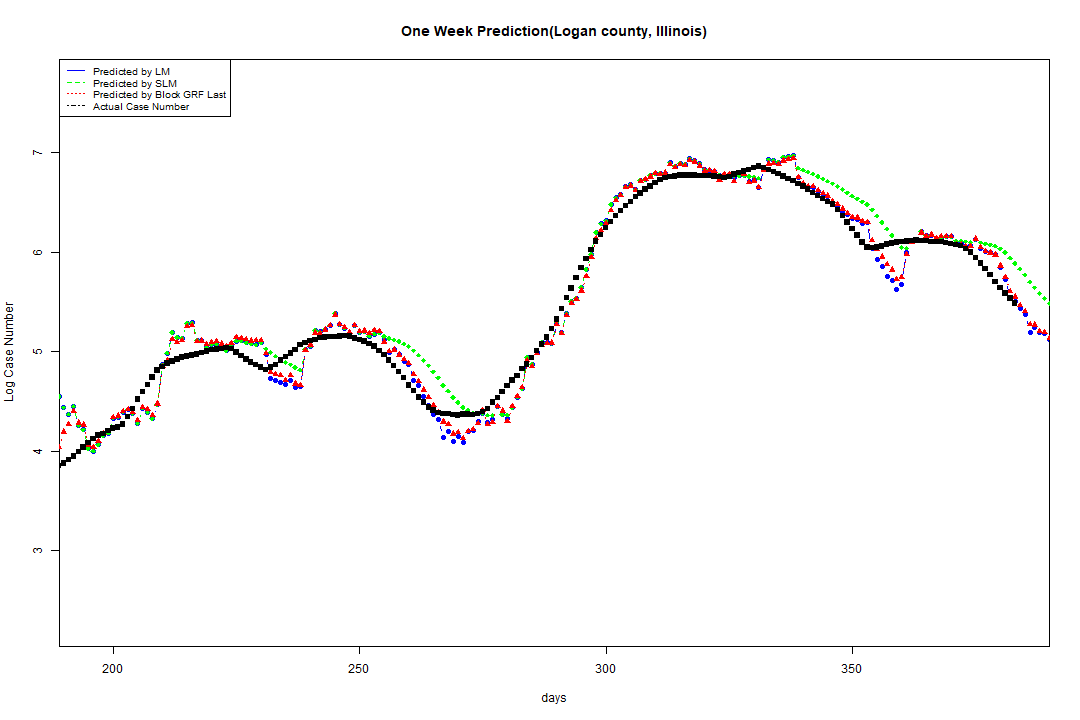 One Week Prediction(Logan county, Illinois)
Predicted by LM
Predicted by SLM
Predicted by Block GRF Last
Actual Case Number
7
6
5
4
3
Log Case Number
200
250
300
350
days